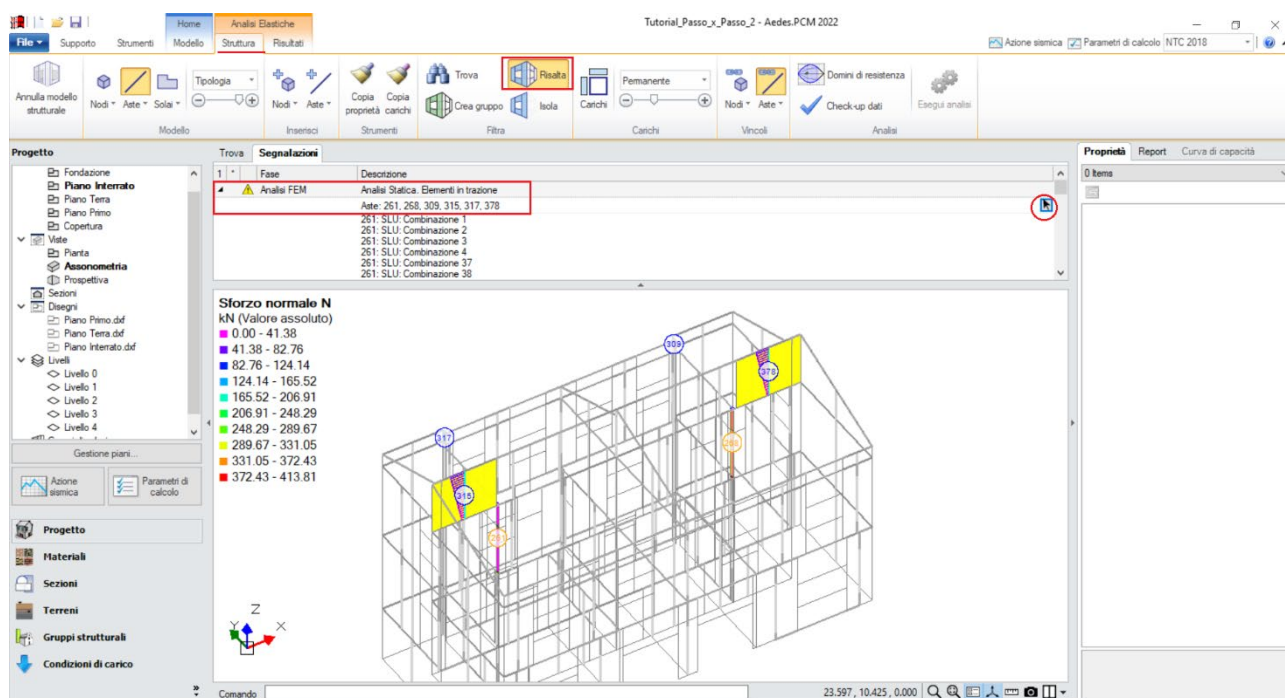 Tutorial_Passo_x_Passo_2 - Aedes.PCM 2022
Home
Analisi Elastiche
File
Supporto
Strumenti
Modello
Struttura
Risultati
Azione sismica
Parametri di calcolo
NTC 2018
Annulla modello
strutturale
Nodi
Aste
Solai
Tipologia
Modello
Nodi
Aste
Inserisci
Copia
proprietà
Copia
carichi
Strumenti
Trova
Crea gruppo
Risalta
Isola
Filtra
Carichi
Permanente
Carichi
Nodi
Aste
Vincoli
Domini di resistenza
Check-up dati
Esegui analisi
Analisi
Progetto
Fondazione
Piano Interrato
Piano Terra
Piano Primo
Copertura
Viste
Pianta
Assonometria
Prospettiva
Sezioni
Disegni
Piano Primo.dxf
Piano Terra.dxf
Piano Interrato.dxf
Livelli
Livello 0
Livello 1
Livello 2
Livello 3
Livello 4
Gestione piani...
Azione
sismica
Parametri di
calcolo
Progetto
Materiali
Sezioni
Terreni
Gruppi strutturali
Condizioni di carico
Trova
Segnalazioni
1 * Fase Descrizione
Analisi FEM Analisi Statica. Elementi in trazione
Aste: 261, 268, 309, 315, 317, 378
261: SLU: Combinazione 1
261: SLU: Combinazione 2
261: SLU: Combinazione 3
261: SLU: Combinazione 4
261: SLU: Combinazione 37
261: SLU: Combinazione 38
Sforzo normale N
kN (Valore assoluto)
0.00 - 41.38
41.38 - 82.76
82.76 - 124.14
124.14 - 165.52
165.52 - 206.91
206.91 - 248.29
248.29 - 289.67
289.67 - 331.05
331.05 - 372.43
372.43 - 413.81
309
378
317
268
315
261
Z
Y
X
Comando
23.597 , 10.425 , 0.000
Proprietà
Report
Curva di capacità
0 Items